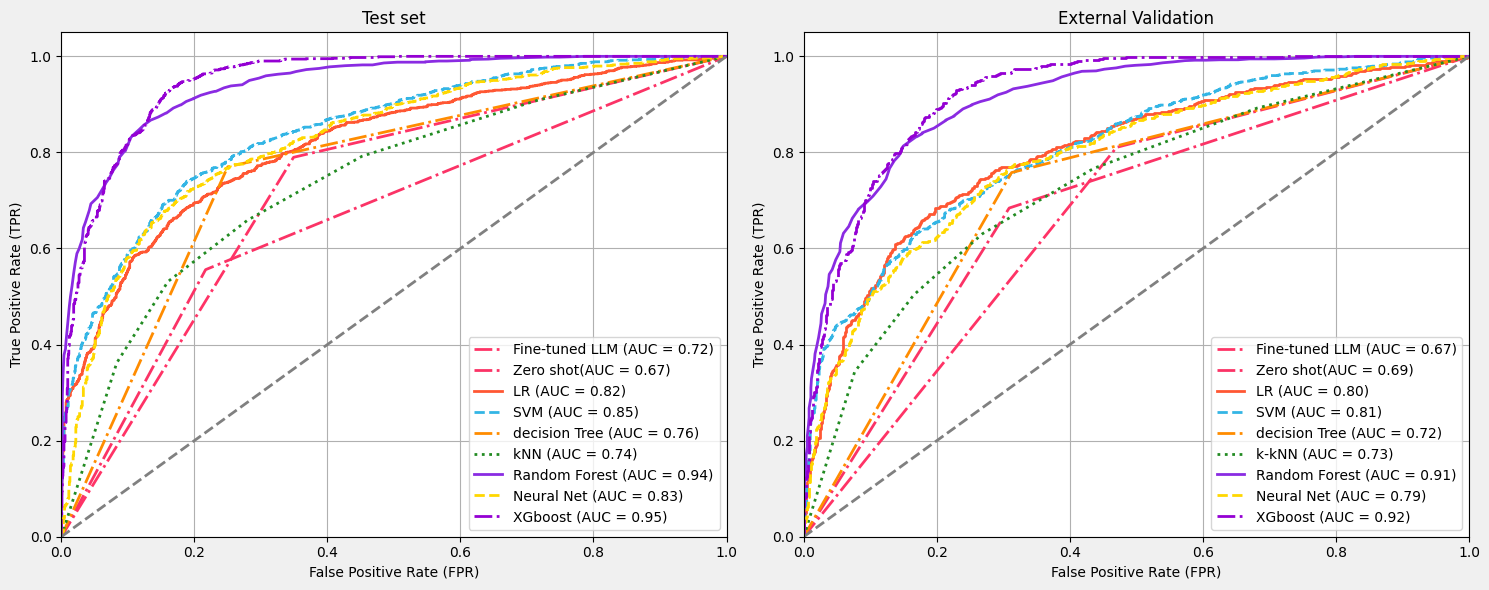 Test set
1.0
0.8
0.6
0.4
0.2
0.0
True Positive Rate (TPR)
Fine-tuned LLM (AUC = 0.72)
Zero shot(AUC = 0.67)
LR (AUC = 0.82)
SVM (AUC = 0.85)
decision Tree (AUC = 0.76)
kNN (AUC = 0.74)
Random Forest (AUC = 0.94)
Neural Net (AUC = 0.83)
XGboost (AUC = 0.95)
0.0 0.2 0.4 0.6 0.8 1.0
False Positive Rate (FPR)
External Validation
1.0
0.8
0.6
0.4
0.2
0.0
True Positive Rate (TPR)
Fine-tuned LLM (AUC = 0.67)
Zero shot(AUC = 0.69)
LR (AUC = 0.80)
SVM (AUC = 0.81)
decision Tree (AUC = 0.72)
k-kNN (AUC = 0.73)
Random Forest (AUC = 0.91)
Neural Net (AUC = 0.79)
XGboost (AUC = 0.92)
0.0 0.2 0.4 0.6 0.8 1.0
False Positive Rate (FPR)